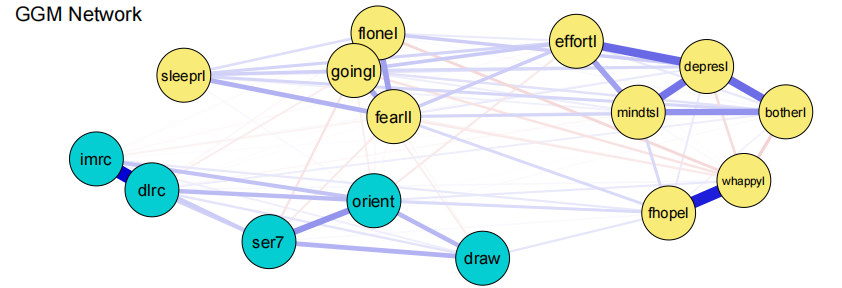 GGM Network
flonel
effortl
goingl
sleeprl
depresl
fearll
mindtsl
botherl
imrc
dlrc
whappyl
orient
fhopel
ser7
draw